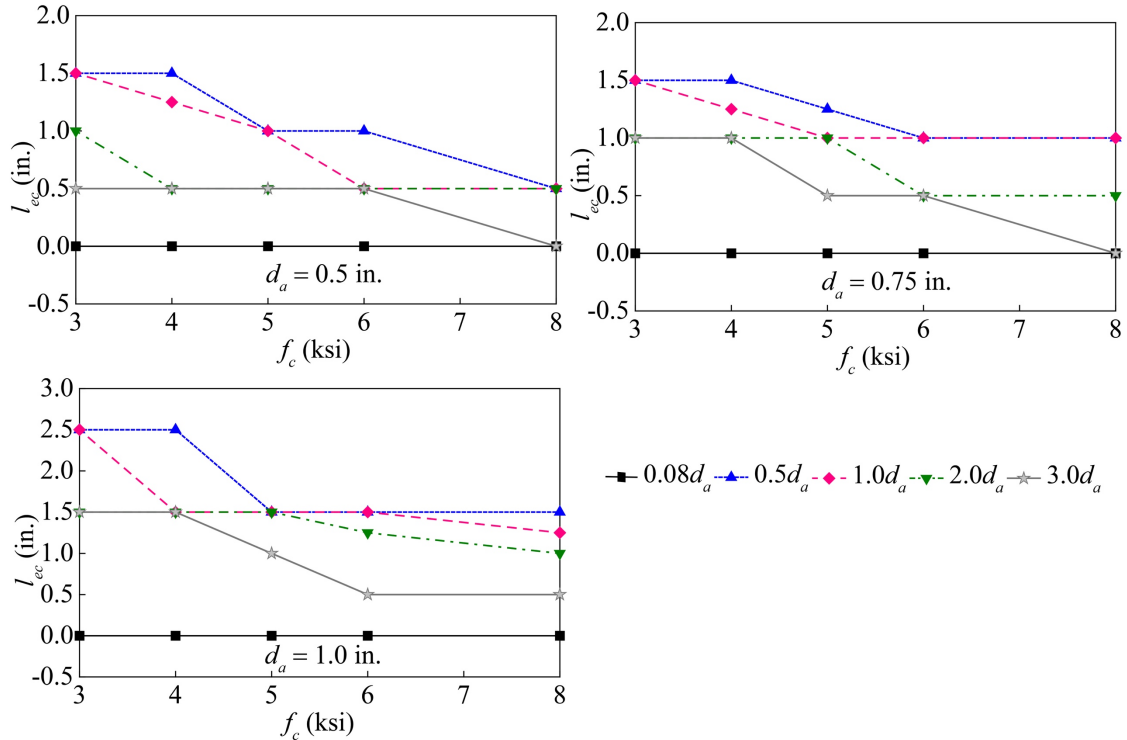 2.0
1.5
1.0
0.5
0.0
-0.5
l_ec (in.)
d_a = 0.5 in.
3 4 5 6 7 8
f_c (ksi)
2.0
1.5
1.0
0.5
0.0
-0.5
l_ec (in.)
d_a = 0.75 in.
3 4 5 6 7 8
f_c (ksi)
3.0
2.5
2.0
1.5
1.0
0.5
0.0
-0.5
l_ec (in.)
d_a = 1.0 in.
3 4 5 6 7 8
f_c (ksi)
0.08d_a 0.5d_a 1.0d_a 2.0d_a 3.0d_a